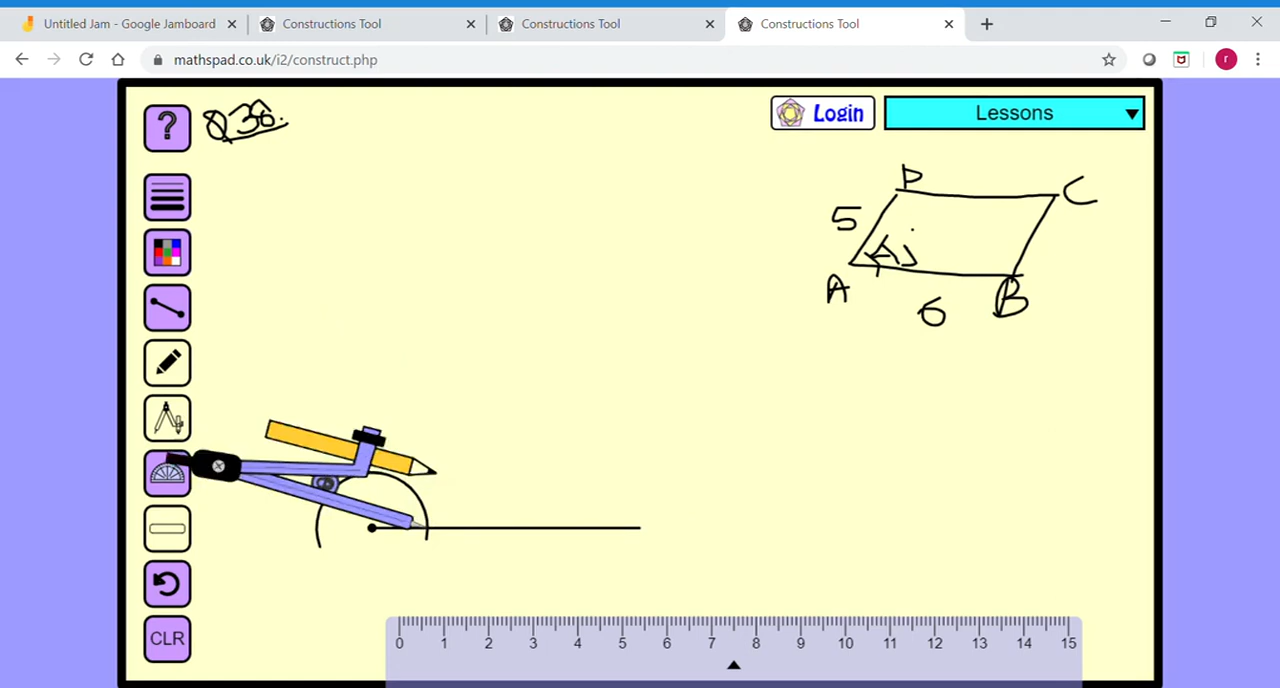 Untitled Jam - Google Jamboard
Constructions Tool
Constructions Tool
Constructions Tool
mathspad.co.uk/i2/construct.php
r
?
Q38.
Login
Lessons
D
C
5
A
B
6
CLR
0 1 2 3 4 5 6 7 8 9 10 11 12 13 14 15